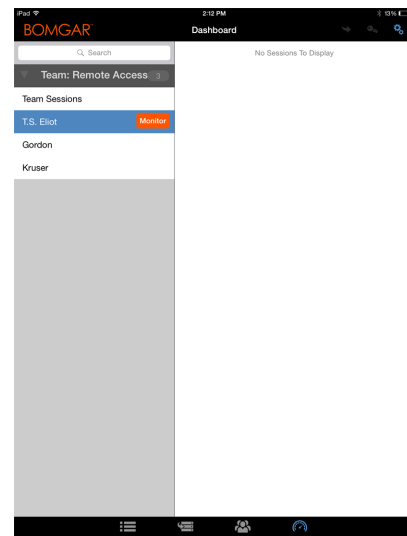 iPad 2:12 PM 13%
BOMGAR™ Dashboard
Search
No Sessions To Display
Team: Remote Access 3
Team Sessions
T.S. Eliot Monitor
Gordon
Kruser